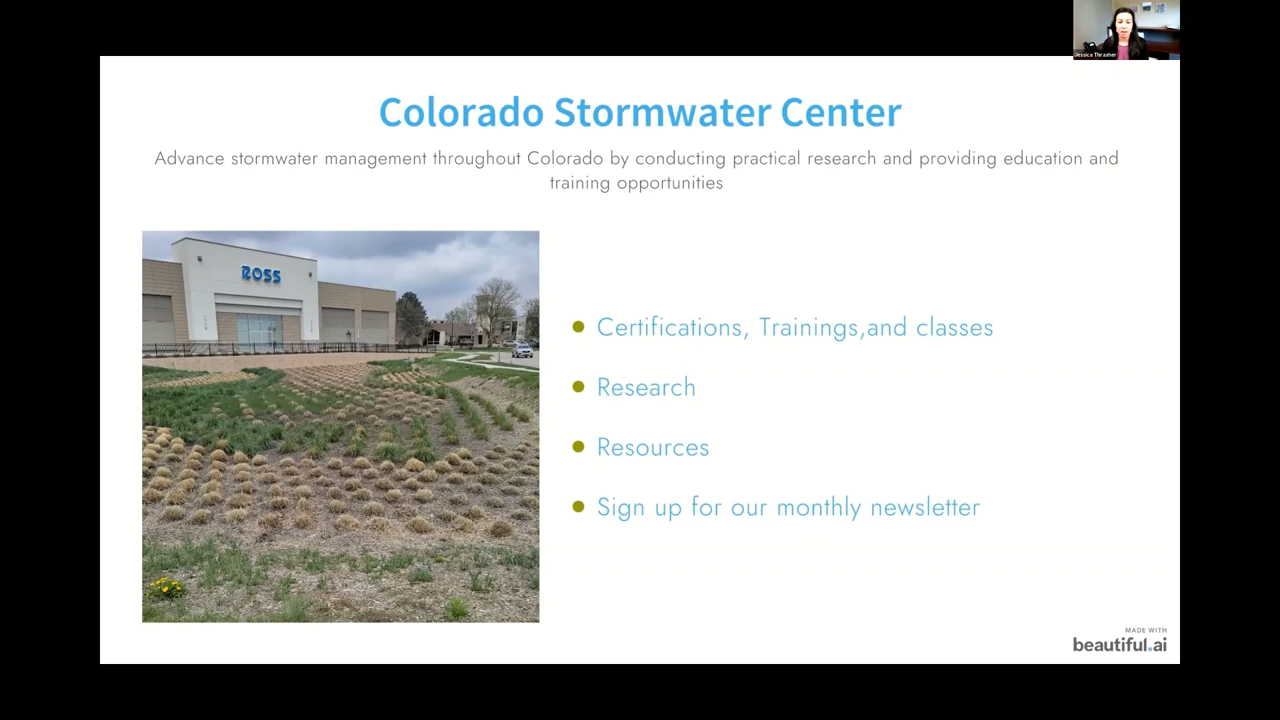 Jessica Thrasher
Colorado Stormwater Center
Advance stormwater management throughout Colorado by conducting practical research and providing education and
training opportunities
ROSS
Certifications, Trainings,and classes
Research
Resources
Sign up for our monthly newsletter
MADE WITH
beautiful.ai